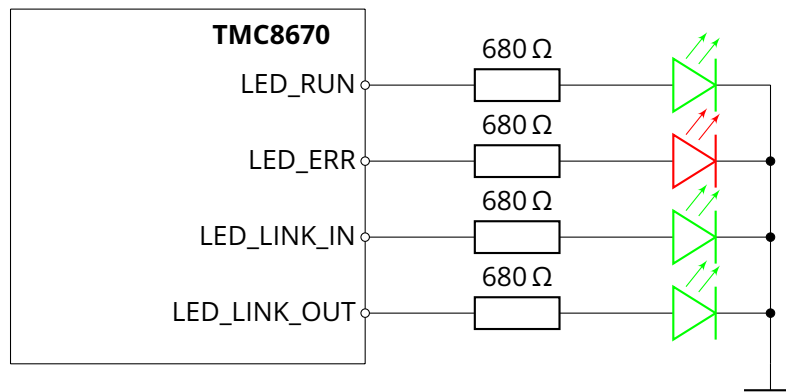 TMC8670
680 Ω
LED_RUN
680 Ω
LED_ERR
680 Ω
LED_LINK_IN
680 Ω
LED_LINK_OUT